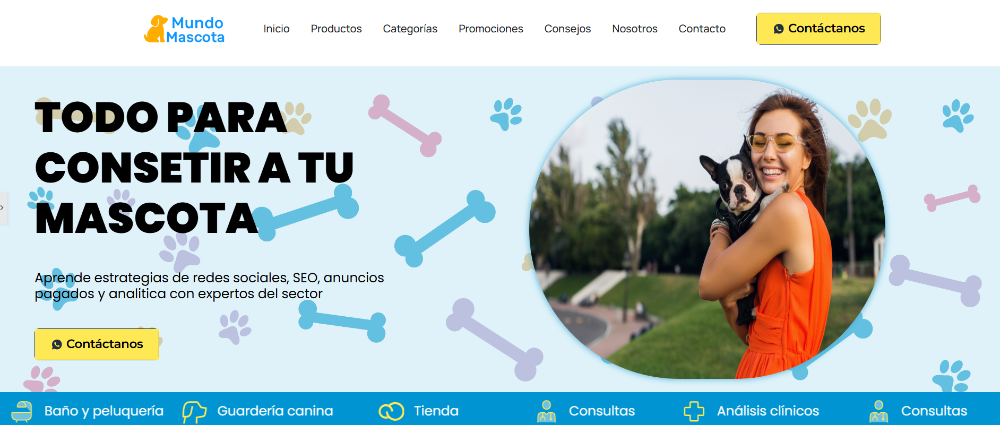 Mundo
Mascota
Inicio
Productos
Categorías
Promociones
Consejos
Nosotros
Contacto
Contáctanos
TODO PARA
CONSETIR A TU
MASCOTA
Aprende estrategias de redes sociales, SEO, anuncios
pagados y analitica con expertos del sector
Contáctanos
Baño y peluquería
Guardería canina
Tienda
Consultas
Análisis clínicos
Consultas